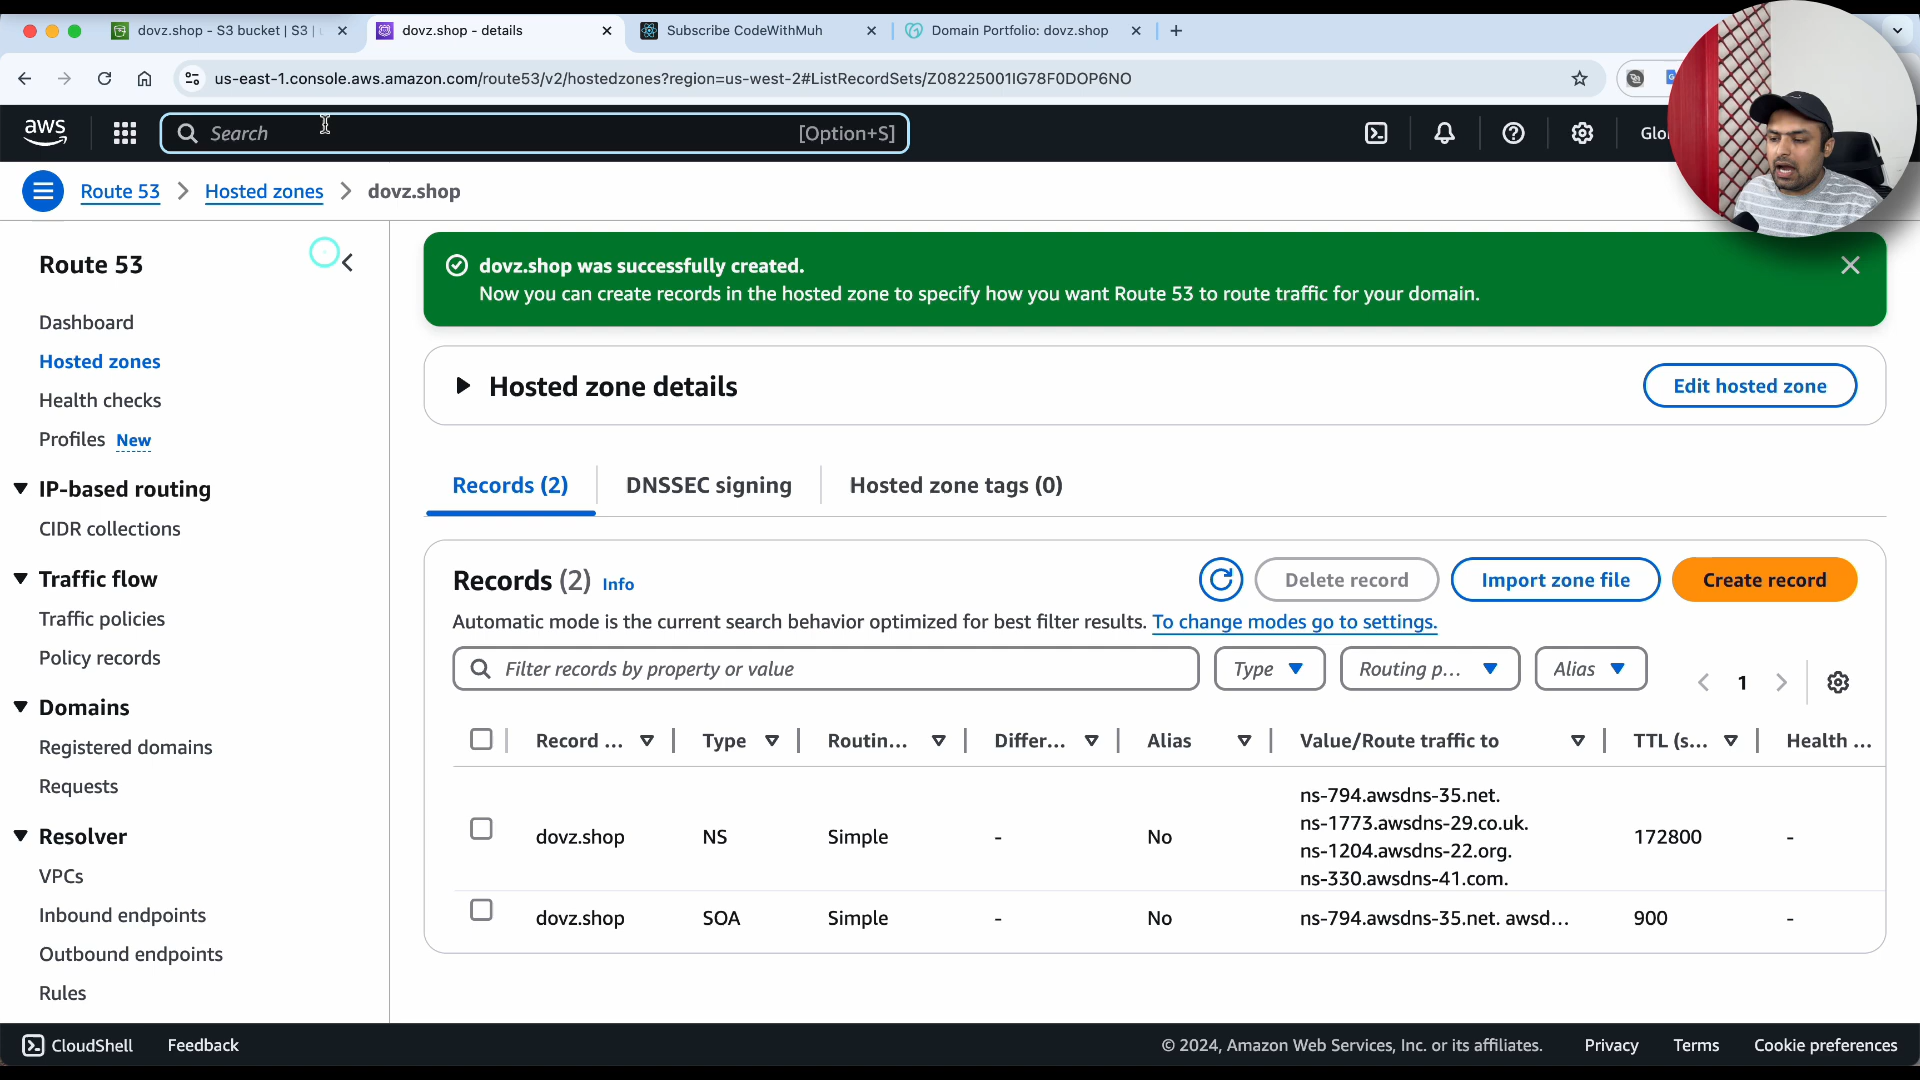 dovz.shop - S3 bucket | S3 |
dovz.shop - details
Subscribe CodeWithMuh
Domain Portfolio: dovz.shop
us-east-1.console.aws.amazon.com/route53/v2/hostedzones?region=us-west-2#ListRecordSets/Z08225001IG78F0DOP6NO
aws
Search
[Option+S]
Route 53
Hosted zones
dovz.shop
Route 53
Dashboard
Hosted zones
Health checks
Profiles New
IP-based routing
CIDR collections
Traffic flow
Traffic policies
Policy records
Domains
Registered domains
Requests
Resolver
VPCs
Inbound endpoints
Outbound endpoints
Rules
dovz.shop was successfully created.
Now you can create records in the hosted zone to specify how you want Route 53 to route traffic for your domain.
Hosted zone details
Edit hosted zone
Records (2)
DNSSEC signing
Hosted zone tags (0)
Records (2) Info
Delete record
Import zone file
Create record
Automatic mode is the current search behavior optimized for best filter results. To change modes go to settings.
Filter records by property or value
Type
Routing p...
Alias
1
Record ...
Type
Routin...
Differ...
Alias
Value/Route traffic to
TTL (s...
Health ...
dovz.shop
NS
Simple
-
No
ns-794.awsdns-35.net.
ns-1773.awsdns-29.co.uk.
ns-1204.awsdns-22.org.
ns-330.awsdns-41.com.
172800
-
dovz.shop
SOA
Simple
-
No
ns-794.awsdns-35.net. awsd...
900
-
CloudShell
Feedback
© 2024, Amazon Web Services, Inc. or its affiliates.
Privacy
Terms
Cookie preferences